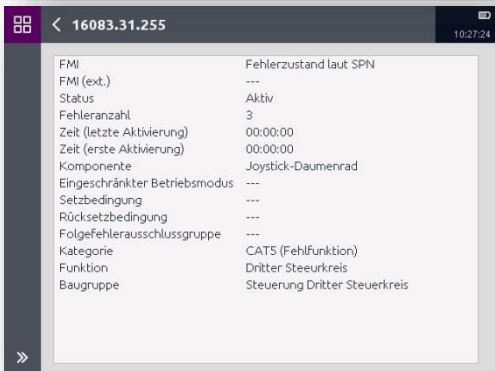 16083.31.255
10:27:24
FMI Fehlerzustand laut SPN
FMI (ext.) ---
Status Aktiv
Fehleranzahl 3
Zeit (letzte Aktivierung) 00:00:00
Zeit (erste Aktivierung) 00:00:00
Komponente Joystick-Daumenrad
Eingeschränkter Betriebsmodus ---
Setzbedingung ---
Rücksetzbedingung ---
Folgefehlerausschlussgruppe ---
Kategorie CAT5 (Fehlfunktion)
Funktion Dritter Steeurkreis
Baugruppe Steuerung Dritter Steuerkreis